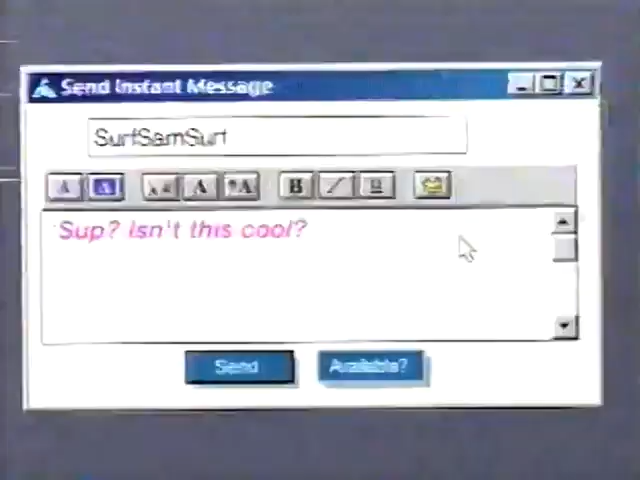 Send Instant Message
SurfSamSurf
A A A A A B I U
Sup? Isn't this cool?
Send Available?